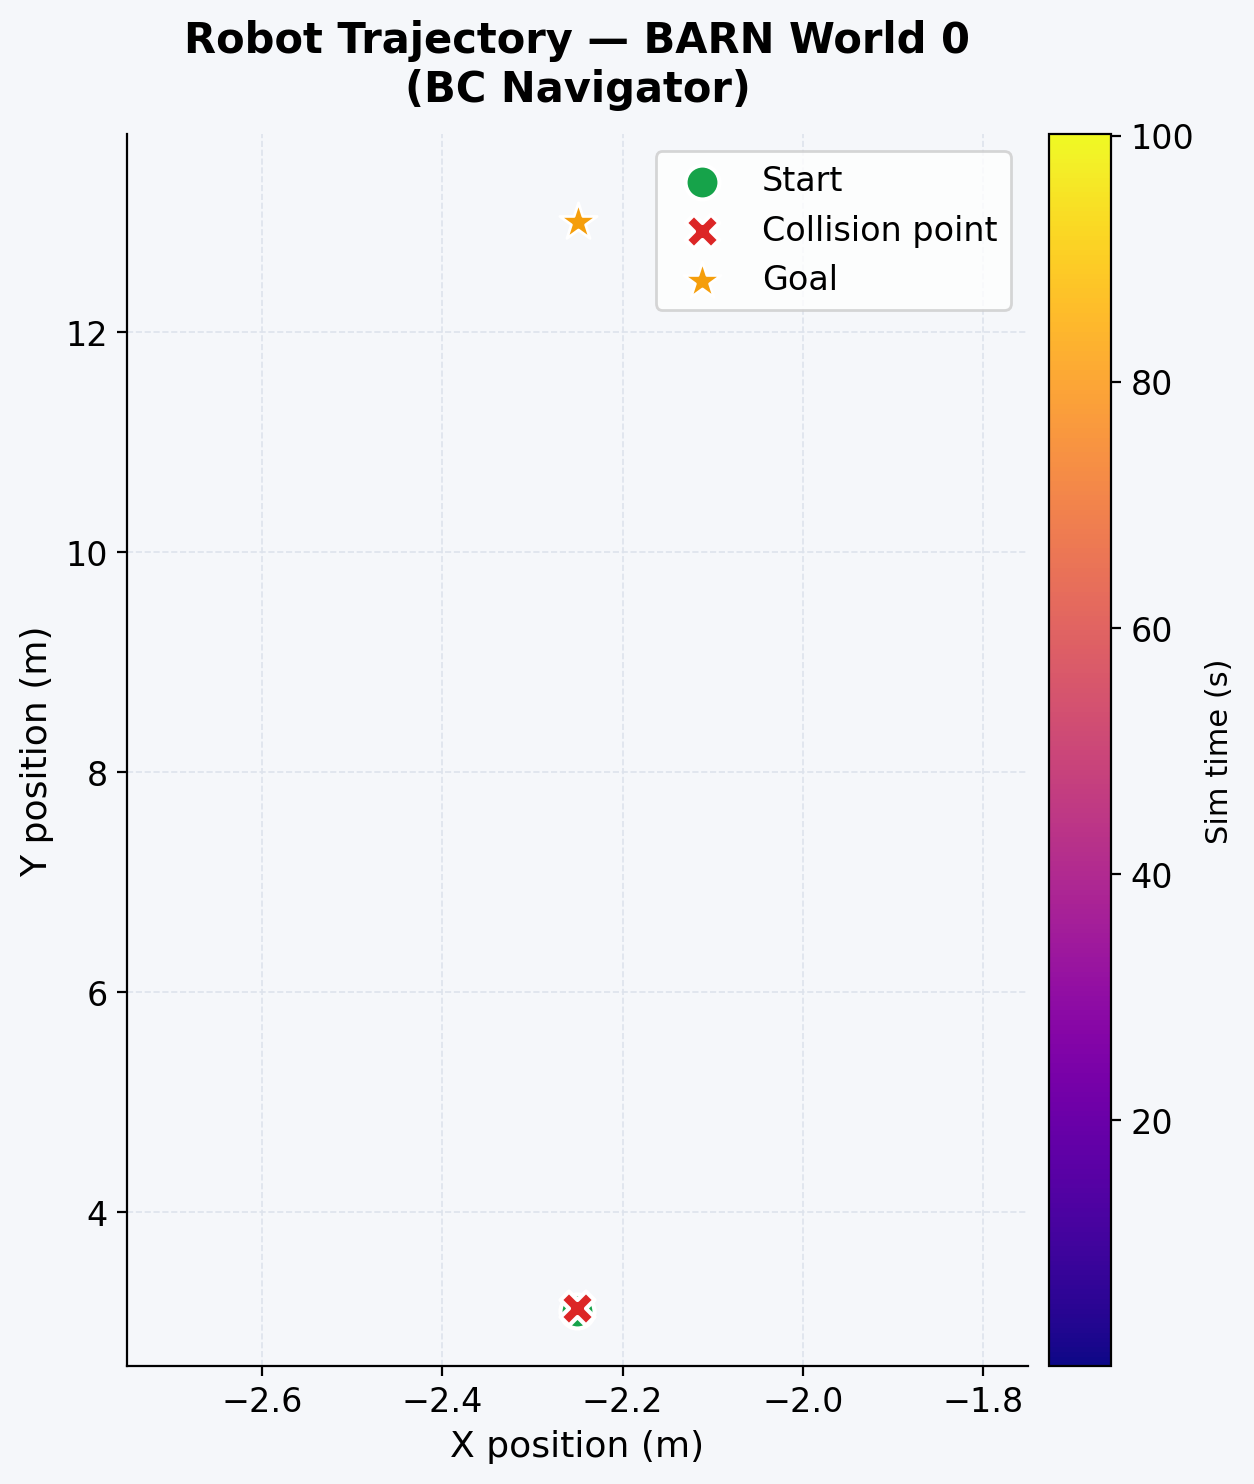 Robot Trajectory — BARN World 0
(BC Navigator)
Start
Collision point
Goal
12
10
8
6
4
Y position (m)
−2.6
−2.4
−2.2
−2.0
−1.8
X position (m)
100
80
60
40
20
Sim time (s)